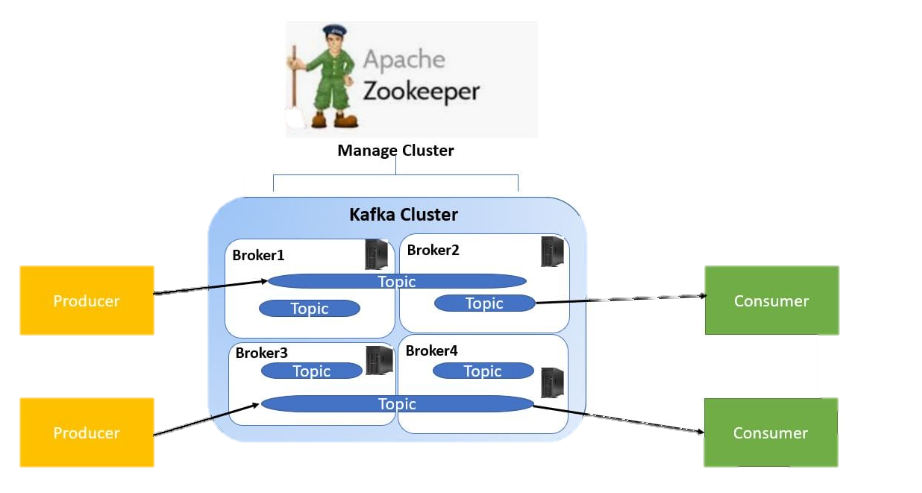 Apache
Zookeeper
Manage Cluster
Kafka Cluster
Broker1
Broker2
Topic
Topic
Topic
Producer
Consumer
Broker3
Broker4
Topic
Topic
Topic
Producer
Consumer